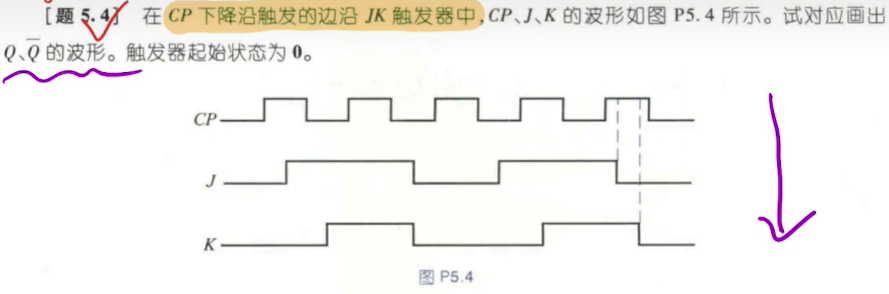 [题 5.4] 在 CP 下降沿触发的边沿 JK 触发器中,CP、J、K 的波形如图 P5.4 所示。试对应画出
Q、Q̅ 的波形。触发器起始状态为 0。
CP
J
K
图 P5.4